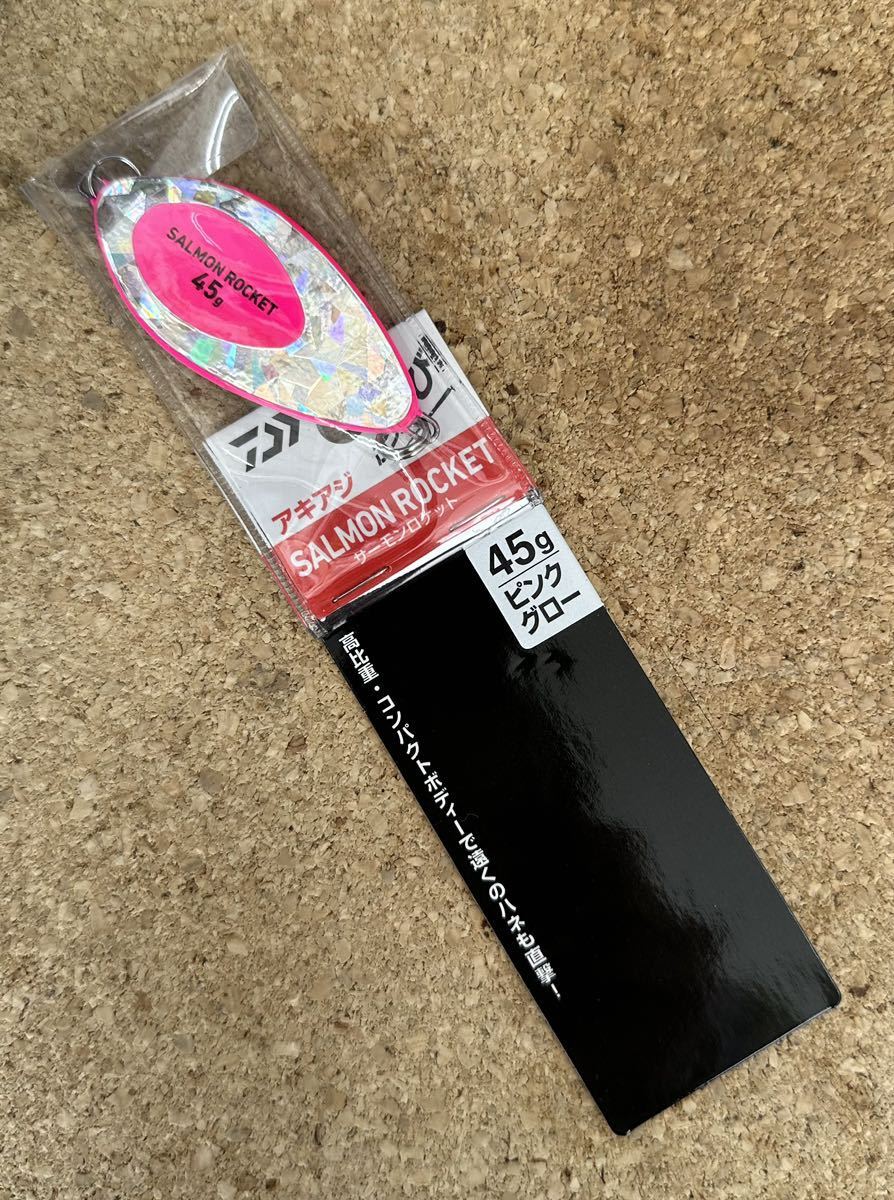 SALMON ROCKET
45g
アキアジ
SALMON ROCKET
サーモンロケット
45g
ピンク
グロー
高比重・コンパクトボディーで遠くのハネも直撃!